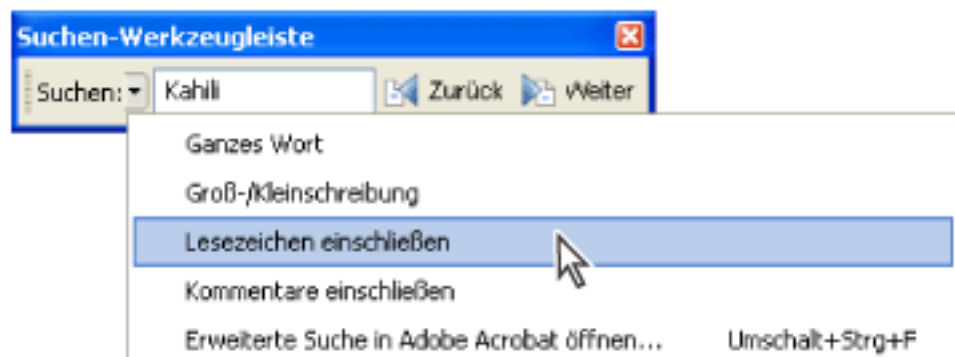 Suchen-Werkzeugleiste
Suchen: Kahili Zurück Weiter
Ganzes Wort
Groß-/Kleinschreibung
Lesezeichen einschließen
Kommentare einschließen
Erweiterte Suche in Adobe Acrobat öffnen... Umschalt+Strg+F